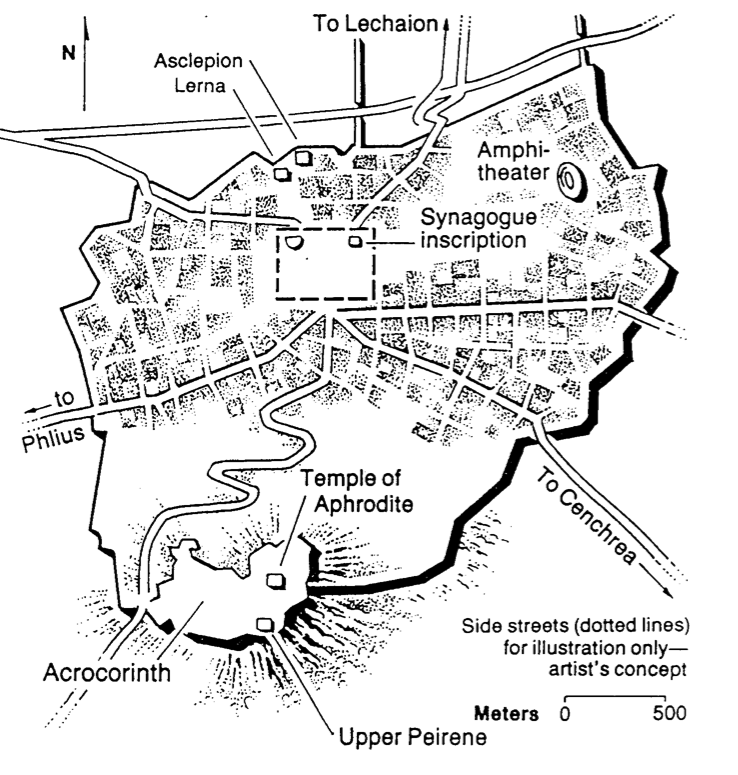 To Lechaion
N
Asclepion
Lerna
Amphi-
theater
Synagogue
inscription
to
Phlius
Temple of
Aphrodite
To Cenchrea
Side streets (dotted lines)
for illustration only—
artist's concept
Acrocorinth
Meters 0 500
Upper Peirene